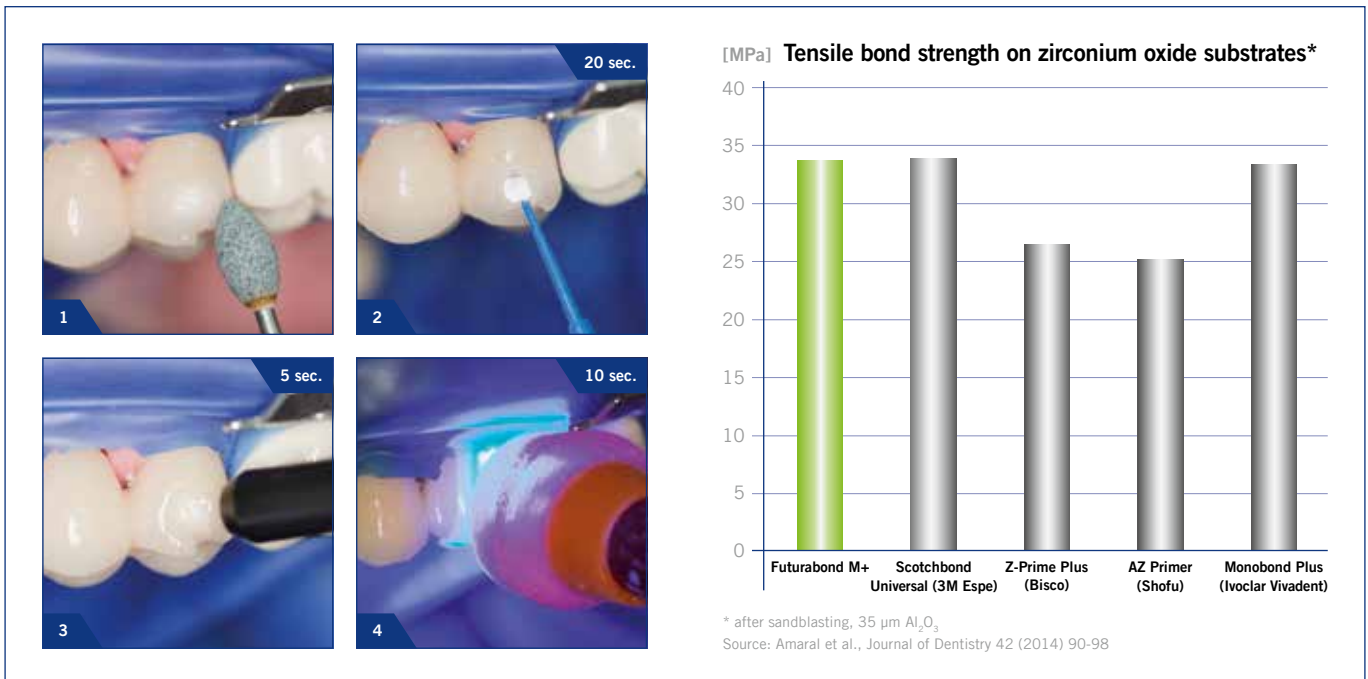 1
20 sec.
2
5 sec.
3
10 sec.
4
[MPa] Tensile bond strength on zirconium oxide substrates*
40
35
30
25
20
15
10
5
0
Futurabond M+
Scotchbond
Universal (3M Espe)
Z-Prime Plus
(Bisco)
AZ Primer
(Shofu)
Monobond Plus
(Ivoclar Vivadent)
* after sandblasting, 35 µm Al₂O₃
Source: Amaral et al., Journal of Dentistry 42 (2014) 90-98